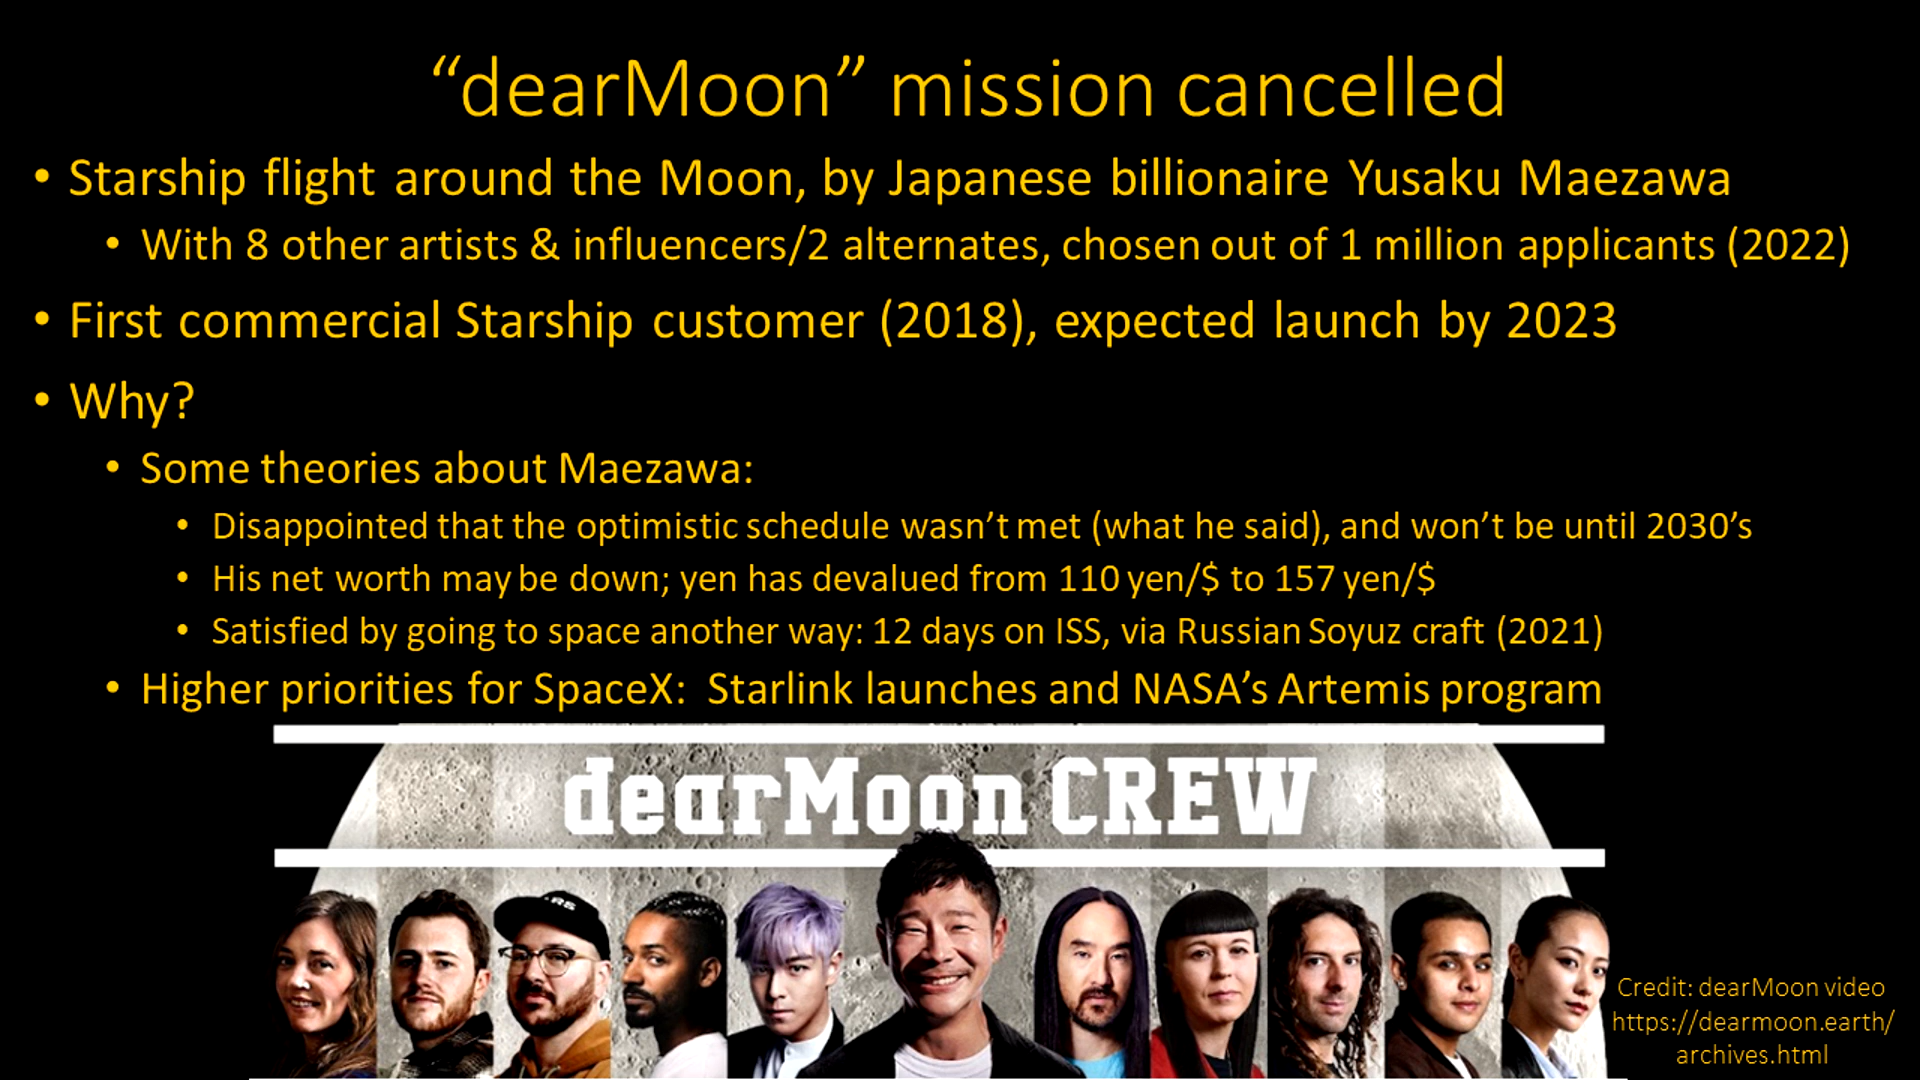 “dearMoon” mission cancelled
• Starship flight around the Moon, by Japanese billionaire Yusaku Maezawa
• With 8 other artists & influencers/2 alternates, chosen out of 1 million applicants (2022)
• First commercial Starship customer (2018), expected launch by 2023
• Why?
• Some theories about Maezawa:
• Disappointed that the optimistic schedule wasn’t met (what he said), and won’t be until 2030’s
• His net worth may be down; yen has devalued from 110 yen/$ to 157 yen/$
• Satisfied by going to space another way: 12 days on ISS, via Russian Soyuz craft (2021)
• Higher priorities for SpaceX:  Starlink launches and NASA’s Artemis program
dearMoon CREW
Credit: dearMoon video
https://dearmoon.earth/
archives.html